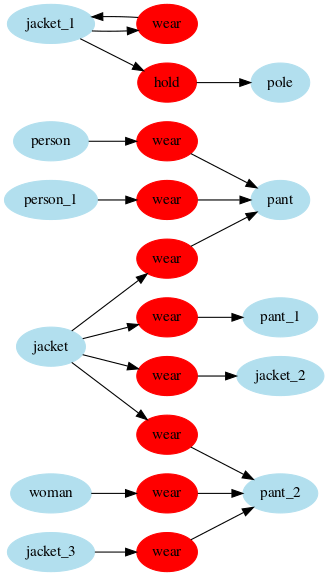 jacket_1 wear
hold pole
person wear
person_1 wear pant
wear
jacket wear pant_1
wear jacket_2
wear
woman wear pant_2
jacket_3 wear